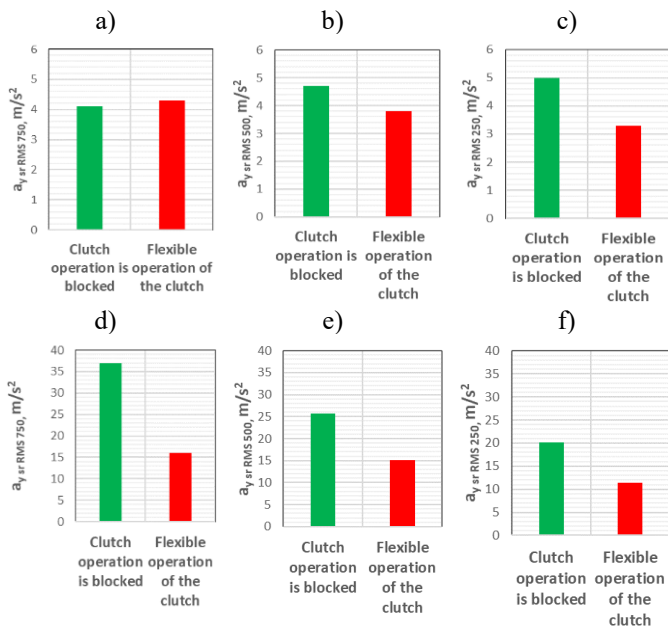 a)
b)
c)
a y sr RMS 750, m/s²
6
5
4
3
2
1
0
Clutch operation is blocked
Flexible operation of the clutch
a y sr RMS 500, m/s²
6
5
4
3
2
1
0
Clutch operation is blocked
Flexible operation of the clutch
a y sr RMS 250, m/s²
6
5
4
3
2
1
0
Clutch operation is blocked
Flexible operation of the clutch
d)
e)
f)
a y sr RMS 750, m/s²
40
35
30
25
20
15
10
5
0
Clutch operation is blocked
Flexible operation of the clutch
a y sr RMS 500, m/s²
40
35
30
25
20
15
10
5
0
Clutch operation is blocked
Flexible operation of the clutch
a y sr RMS 250, m/s²
40
35
30
25
20
15
10
5
0
Clutch operation is blocked
Flexible operation of the clutch